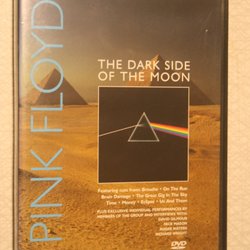 PINK FLOYD
THE DARK SIDE
OF THE MOON
Featuring cuts from: Breathe • On The Run
Brain Damage • The Great Gig In The Sky
Time • Money • Eclipse • Us And Them
PLUS EXCLUSIVE INDIVIDUAL PERFORMANCES BY
MEMBERS OF THE GROUP AND INTERVIEWS WITH
DAVID GILMOUR
NICK MASON
ROGER WATERS
RICHARD WRIGHT
DVD